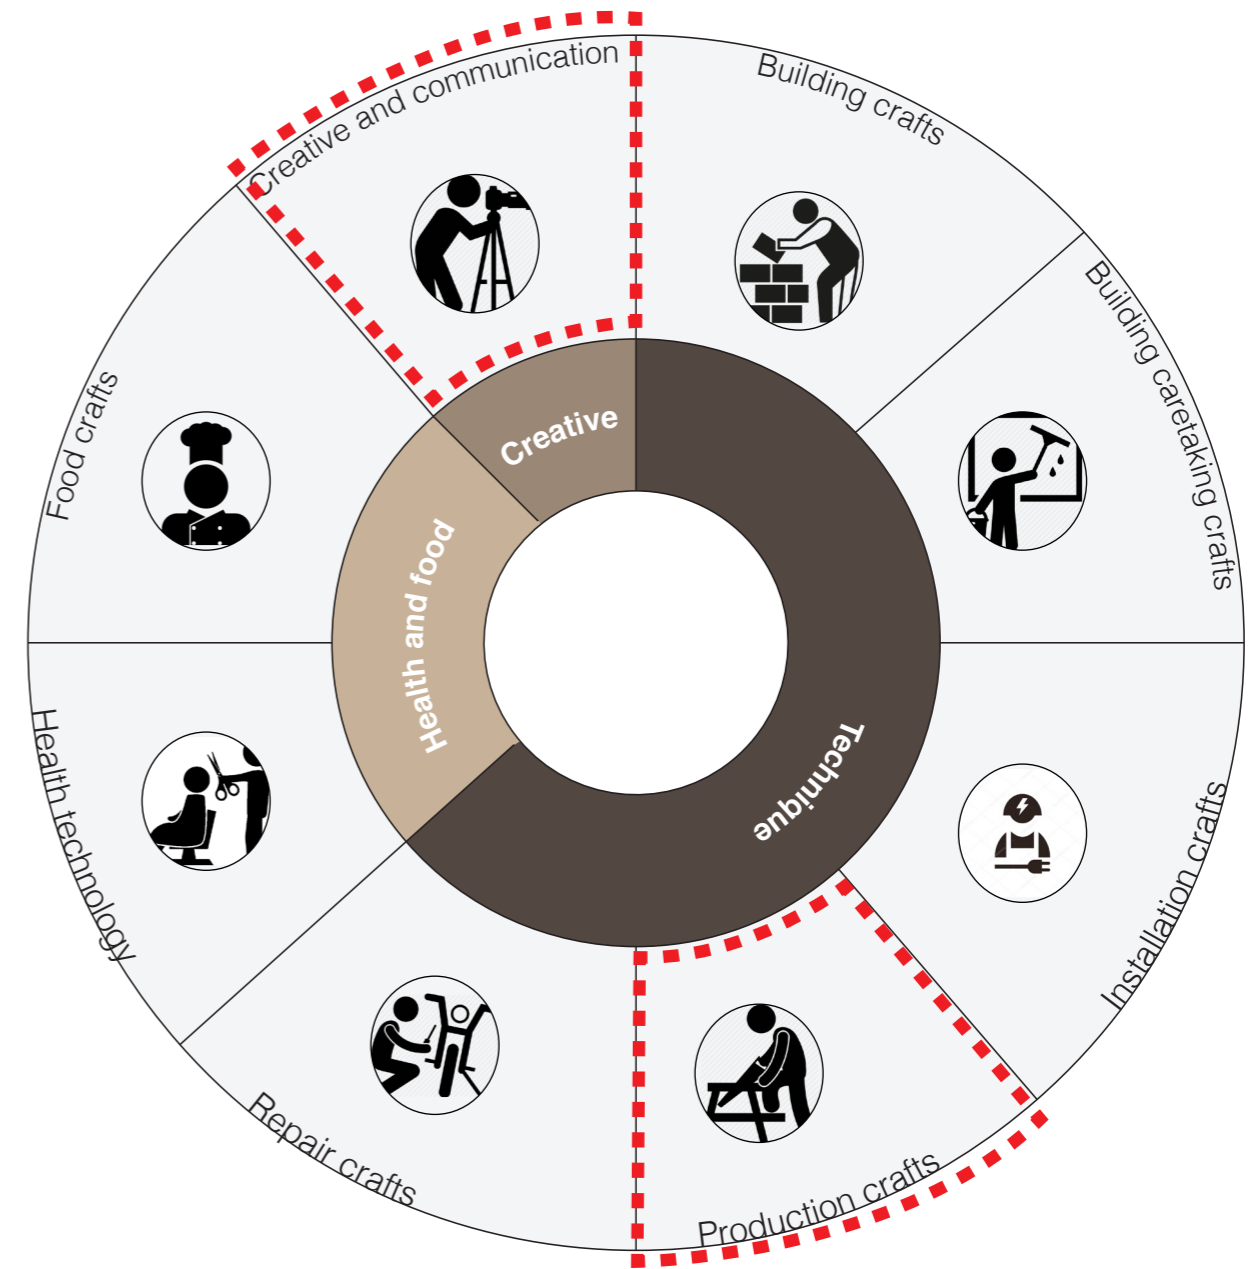 Creative and communication
Building crafts
Building caretaking crafts
Installation crafts
Production crafts
Repair crafts
Health technology
Food crafts
Creative
Technique
Health and food